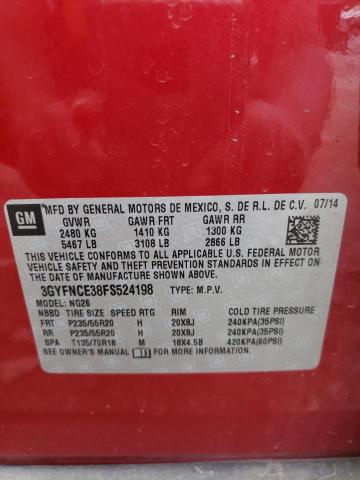 GM
MFD BY GENERAL MOTORS DE MEXICO, S. DE R.L. DE C.V. 07/14
GVWR GAWR FRT GAWR RR
2480 KG 1410 KG 1300 KG
5467 LB 3108 LB 2866 LB
THIS VEHICLE CONFORMS TO ALL APPLICABLE U.S. FEDERAL MOTOR
VEHICLE SAFETY, BUMPER, AND THEFT PREVENTION STANDARDS IN EFFECT ON
THE DATE OF MANUFACTURE SHOWN ABOVE.
3GYFNCE38FS524198 TYPE: M.P.V.
MODEL: NG26
NBBD TIRE SIZE SPEED RTG RIM COLD TIRE PRESSURE
FRT P235/55R20 H 20X8J 240KPA(35PSI)
RR P235/55R20 H 20X8J 240KPA(35PSI)
SPA T135/70R18 M 18X4.5B 420KPA(60PSI)
SEE OWNER'S MANUAL FOR MORE INFORMATION.